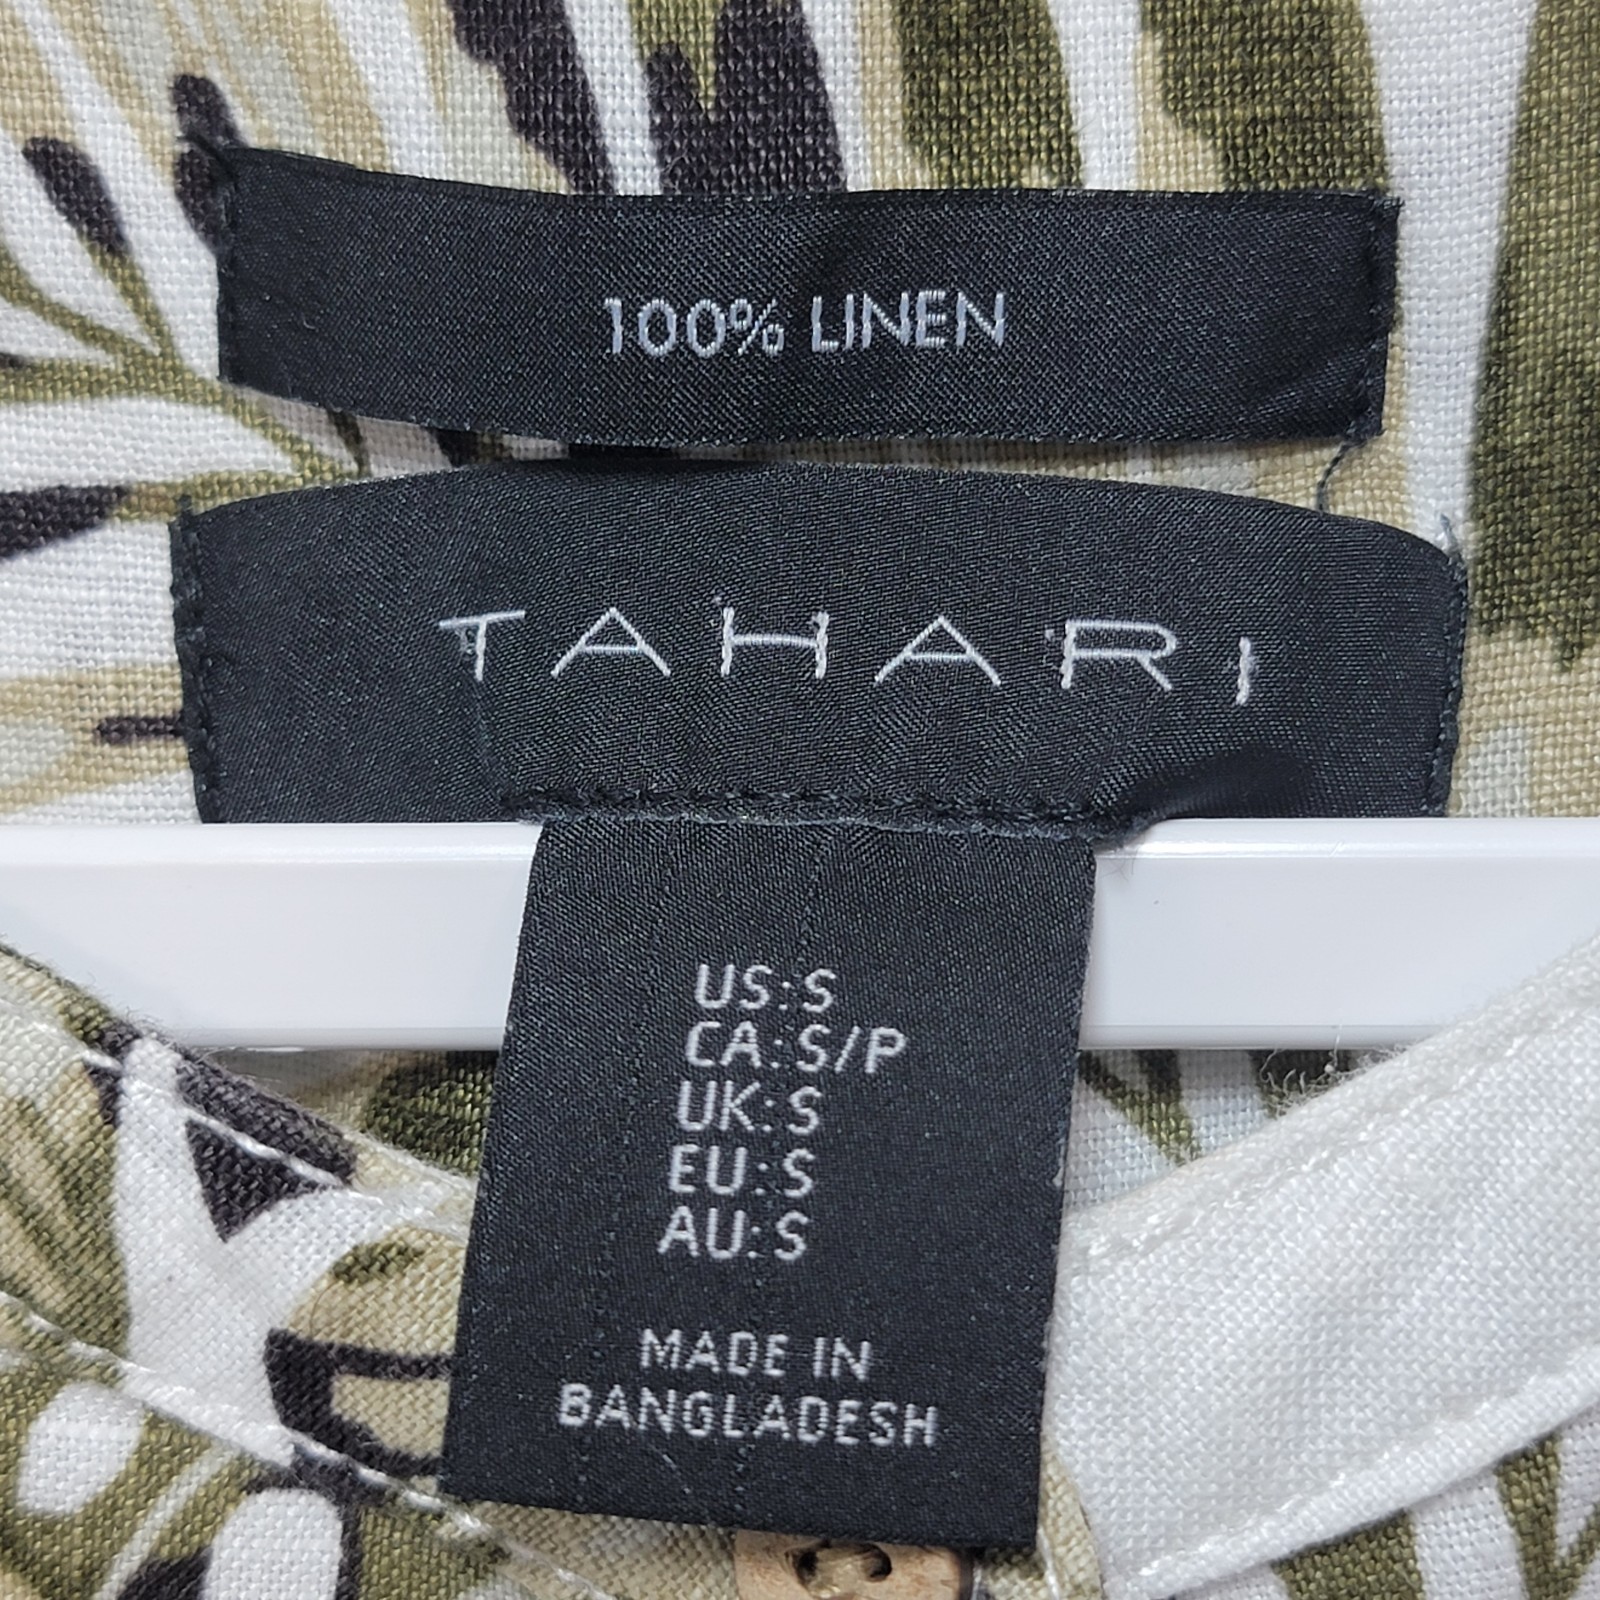 100% LINEN
TAHARI
US:S
CA:S/P
UK:S
EU:S
AU:S
MADE IN
BANGLADESH